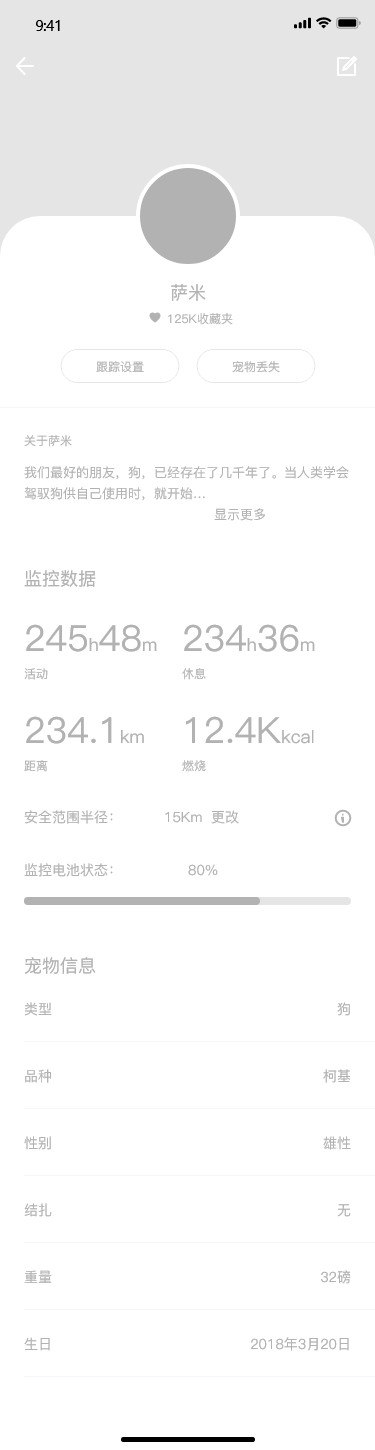 9:41
萨米
125K收藏夹
跟踪设置 宠物丢失
关于萨米
我们最好的朋友，狗，已经存在了几千年了。当人类学会
驾驭狗供自己使用时，就开始...
显示更多
监控数据
245h48m 234h36m
活动 休息
234.1km 12.4Kkcal
距离 燃烧
安全范围半径： 15Km 更改
监控电池状态： 80%
宠物信息
类型 狗
品种 柯基
性别 雄性
结扎 无
重量 32磅
生日 2018年3月20日